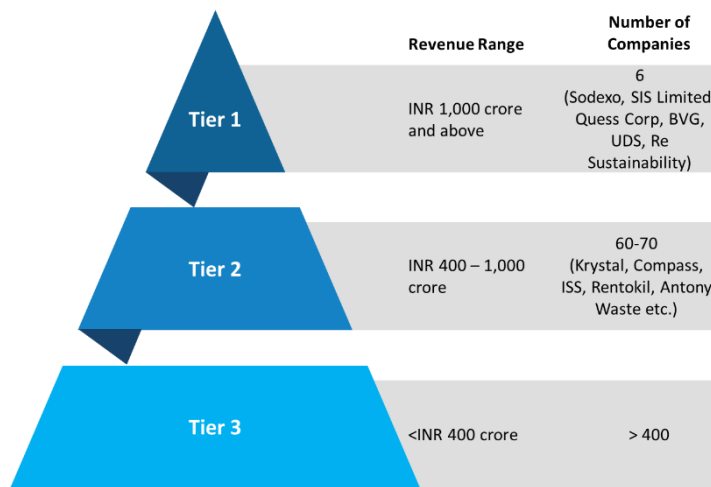 Revenue Range
Number of
Companies
Tier 1
INR 1,000 crore
and above
6
(Sodexo, SIS Limited
Quess Corp, BVG,
UDS, Re
Sustainability)
Tier 2
INR 400 – 1,000
crore
60-70
(Krystal, Compass,
ISS, Rentokil, Antony
Waste etc.)
Tier 3
<INR 400 crore
> 400